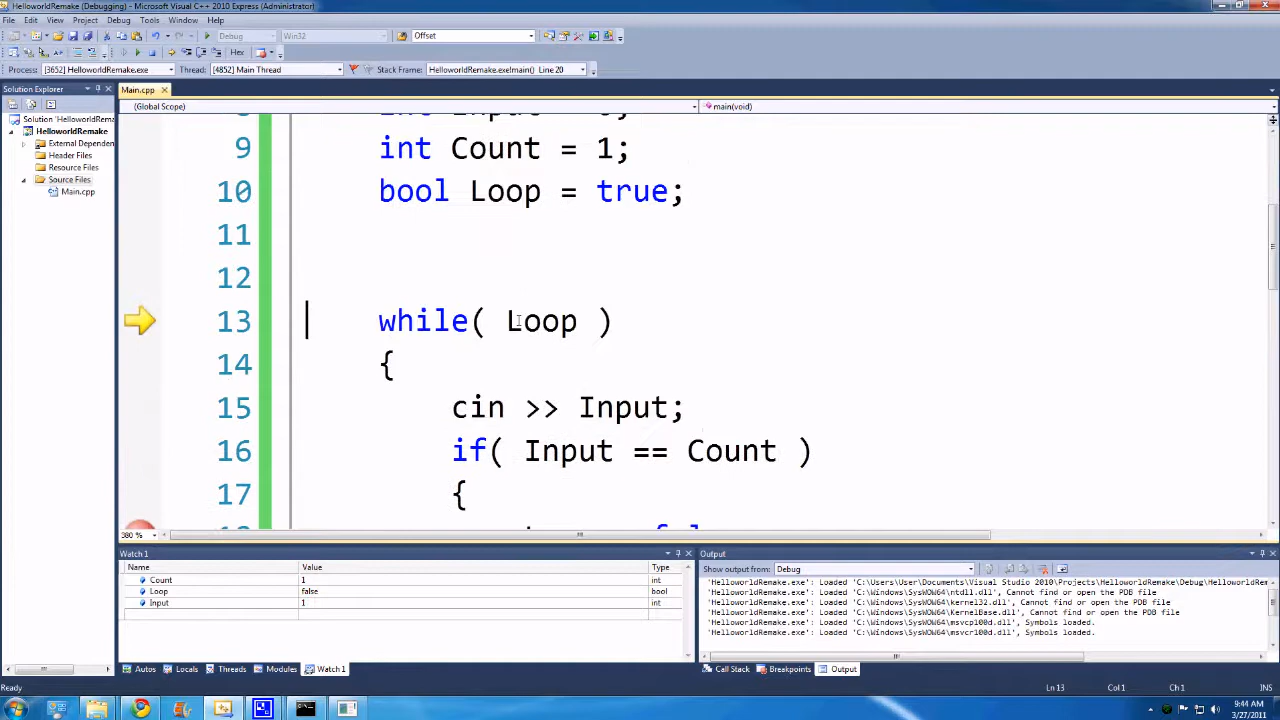 HelloworldRemake (Debugging) - Microsoft Visual C++ 2010 Express (Administrator)
File Edit View Project Debug Tools Window Help
Debug Win32 Offset
Hex
Process: [3652] HelloworldRemake.exe Thread: [4852] Main Thread Stack Frame: HelloworldRemake.exe!main() Line 20
Solution Explorer
Main.cpp
(Global Scope) main(void)
Solution 'HelloworldRema
HelloworldRemake
External Dependen
Header Files
Resource Files
Source Files
Main.cpp
9 int Count = 1;
10 bool Loop = true;
11
12
13 while( Loop )
14 {
15 cin >> Input;
16 if( Input == Count )
17 {
380 %
Watch 1
Name Value Type
Count 1 int
Loop false bool
Input 1 int
Autos Locals Threads Modules Watch 1
Output
Show output from: Debug
'HelloworldRemake.exe': Loaded 'C:\Users\User\Documents\Visual Studio 2010\Projects\HelloworldRemake\Debug\HelloworldRem
'HelloworldRemake.exe': Loaded 'C:\Windows\SysWOW64\ntdll.dll', Cannot find or open the PDB file
'HelloworldRemake.exe': Loaded 'C:\Windows\SysWOW64\kernel32.dll', Cannot find or open the PDB file
'HelloworldRemake.exe': Loaded 'C:\Windows\SysWOW64\KernelBase.dll', Cannot find or open the PDB file
'HelloworldRemake.exe': Loaded 'C:\Windows\SysWOW64\msvcp100d.dll', Symbols loaded.
'HelloworldRemake.exe': Loaded 'C:\Windows\SysWOW64\msvcr100d.dll', Symbols loaded.
Call Stack Breakpoints Output
Ready Ln 13 Col 1 Ch 1 INS
9:44 AM
3/27/2011